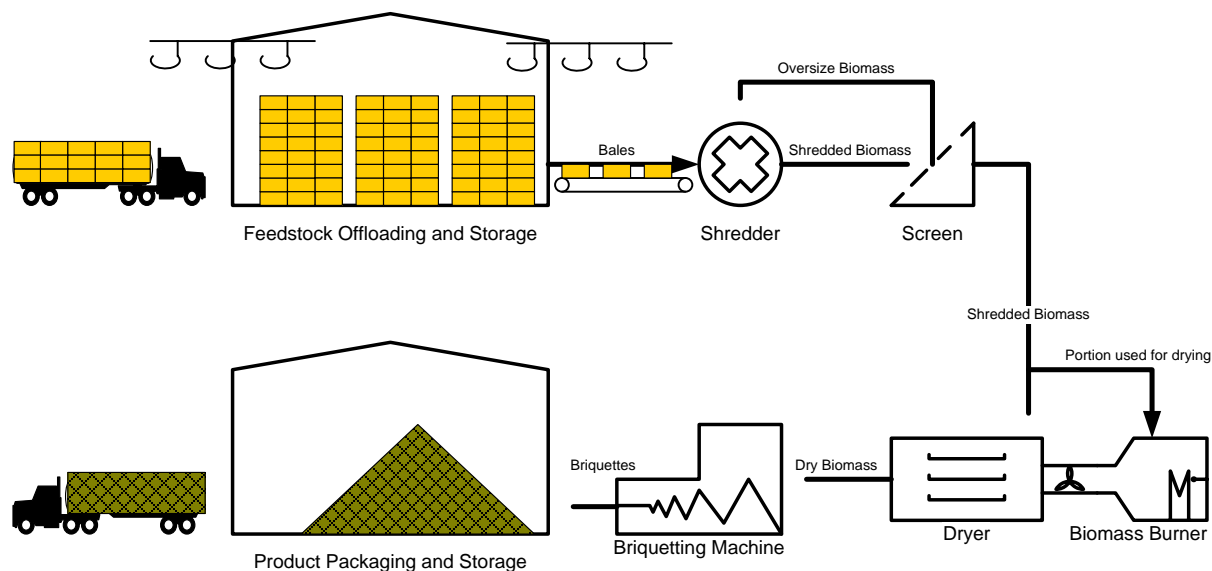 Oversize Biomass
Bales
Shredded Biomass
Feedstock Offloading and Storage
Shredder
Screen
Shredded Biomass
Portion used for drying
Briquettes
Dry Biomass
Product Packaging and Storage
Briquetting Machine
Dryer
Biomass Burner